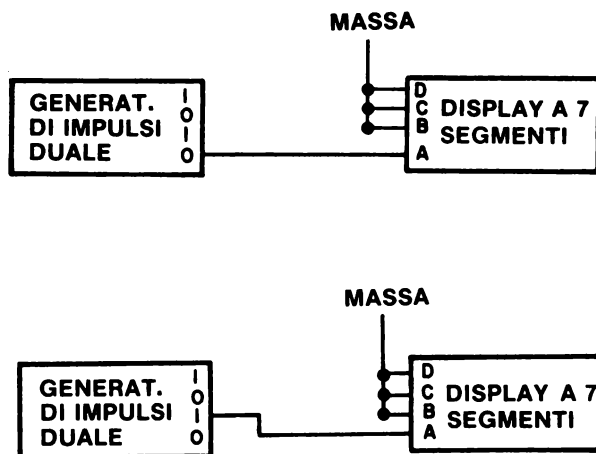 MASSA
GENERAT.
DI IMPULSI
DUALE
I
O
I
O
D
C
B
A
DISPLAY A 7
SEGMENTI
MASSA
GENERAT.
DI IMPULSI
DUALE
I
O
I
O
D
C
B
A
DISPLAY A 7
SEGMENTI